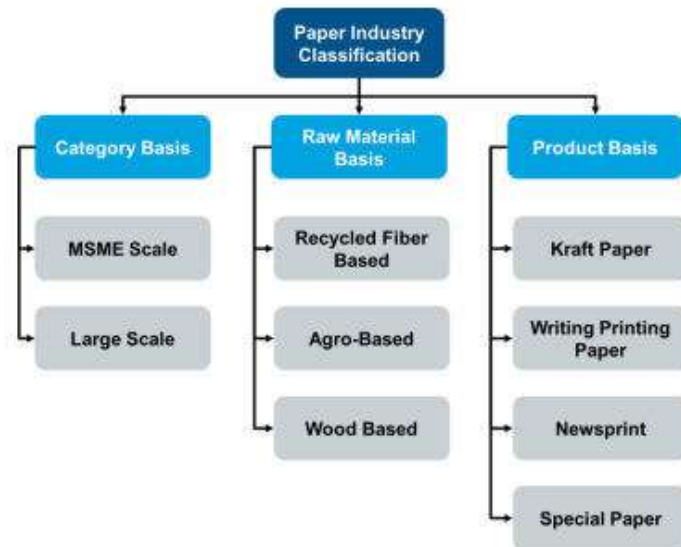 Paper Industry
Classification
Category Basis
Raw Material
Basis
Product Basis
MSME Scale
Recycled Fiber
Based
Kraft Paper
Large Scale
Agro-Based
Writing Printing
Paper
Wood Based
Newsprint
Special Paper